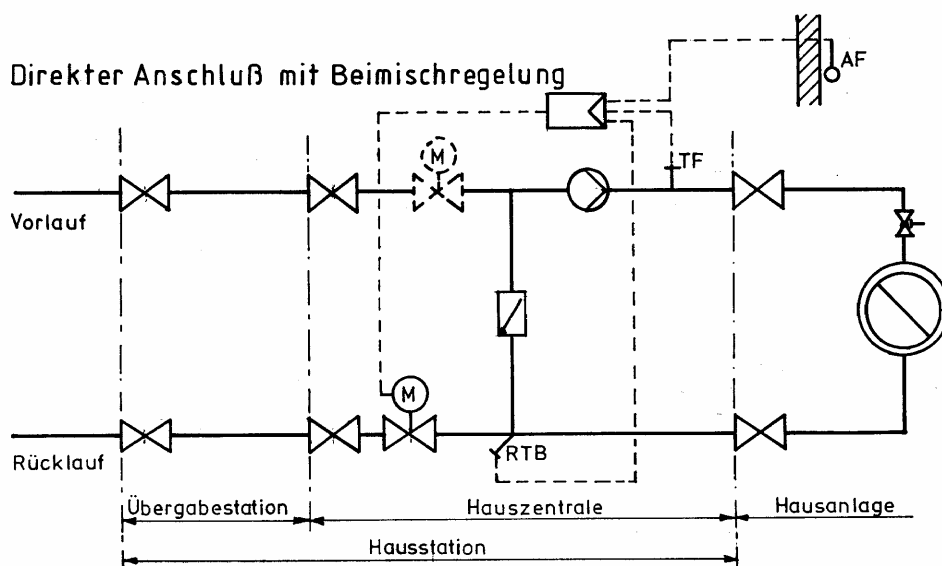 Direkter Anschluß mit Beimischregelung
AF
M
TF
Vorlauf
M
RTB
Rücklauf
Übergabestation
Hauszentrale
Hausanlage
Hausstation